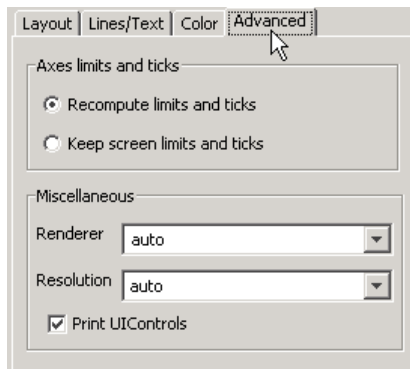 Layout Lines/Text Color Advanced
Axes limits and ticks
Recompute limits and ticks
Keep screen limits and ticks
Miscellaneous
Renderer auto
Resolution auto
Print UIControls